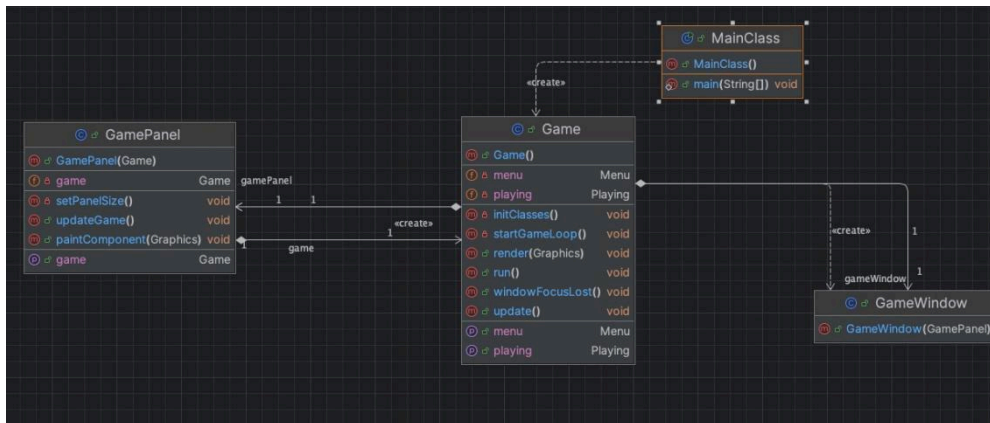 MainClass
MainClass()
main(String[]) void
«create»
GamePanel
GamePanel(Game)
game Game
setPanelSize() void
updateGame() void
paintComponent(Graphics) void
game Game
gamePanel
1 1
«create»
1
1
game
Game
Game()
menu Menu
playing Playing
initClasses() void
startGameLoop() void
render(Graphics) void
run() void
windowFocusLost() void
update() void
menu Menu
playing Playing
«create»
1
1
gameWindow
GameWindow
GameWindow(GamePanel)